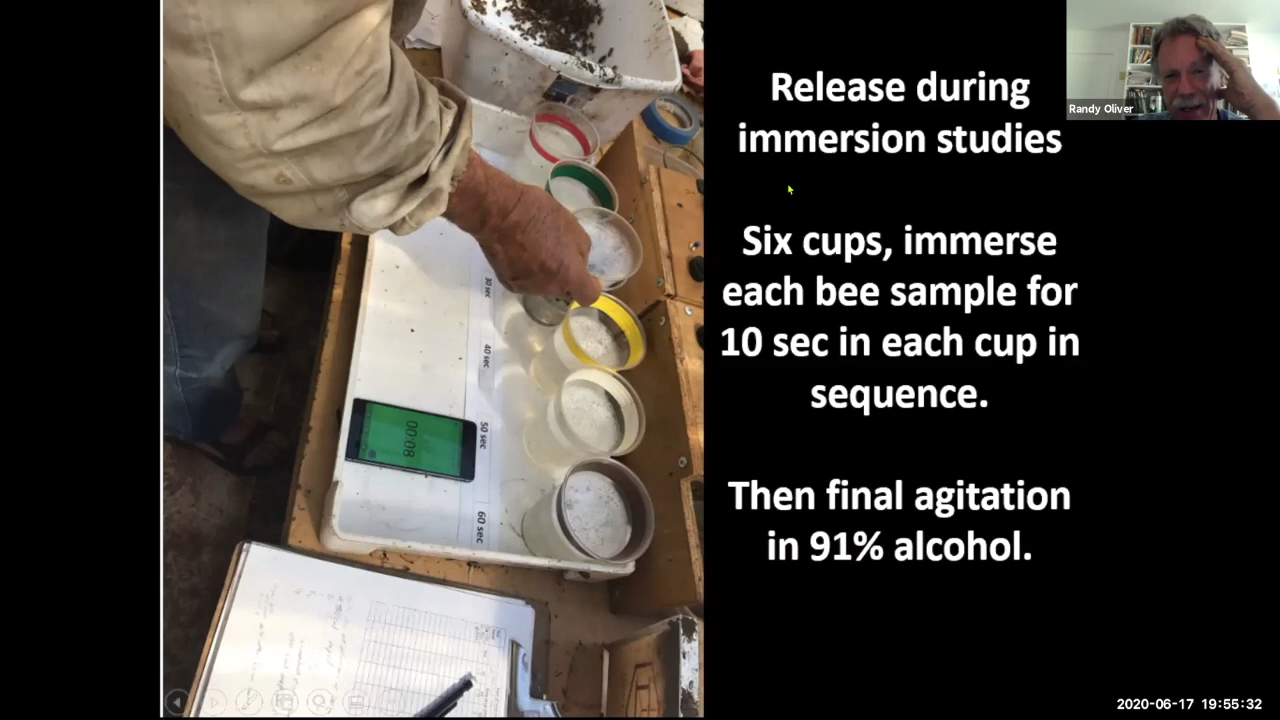 Release during
immersion studies
Six cups, immerse
each bee sample for
10 sec in each cup in
sequence.
Then final agitation
in 91% alcohol.
Randy Oliver
30 sec
40 sec
50 sec
60 sec
00:08
2020-06-17 19:55:32